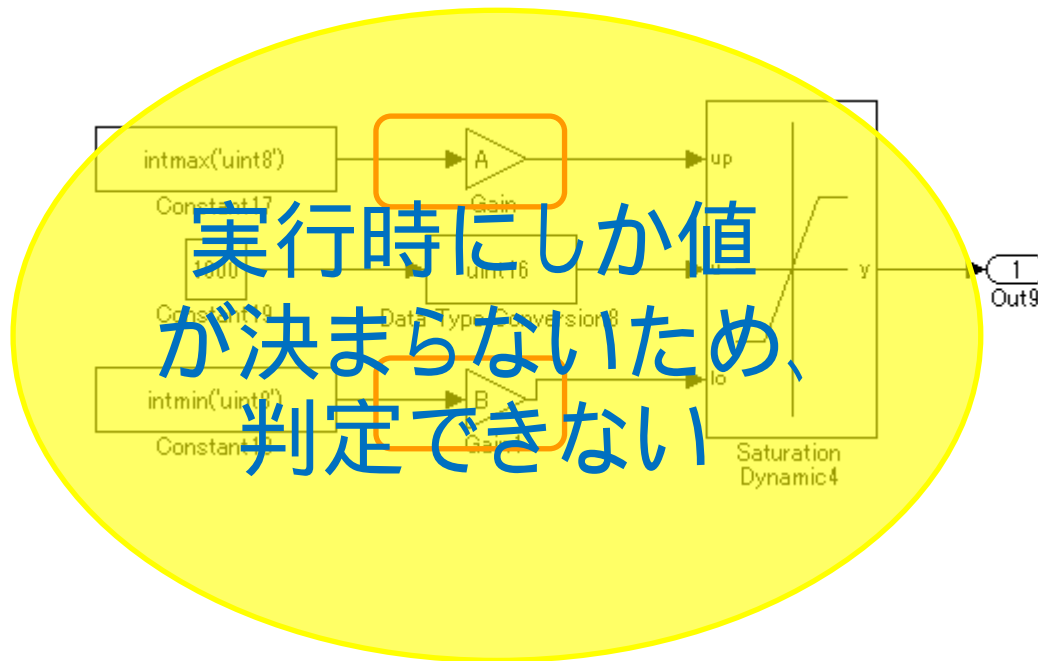 intmax('uint8')
Constant17
A
Gain
up
実行時にしか値
1000
uint16
u
y
1
Out9
Data Type Conversion8
が決まらないため、
intmin('uint8')
B
lo
判定できない
Saturation
Dynamic4